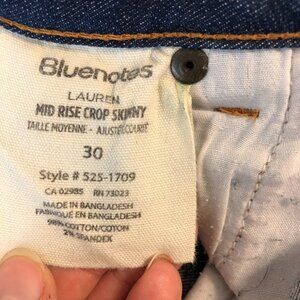 Bluenotes
LAUREN
MID RISE CROP SKINNY
TAILLE MOYENNE - AJUSTÉE COURTE
30
Style # 525-1709
CA 02985 RN 73023
MADE IN BANGLADESH
FABRIQUÉ EN BANGLADESH
98% COTTON/COTON
2% SPANDEX